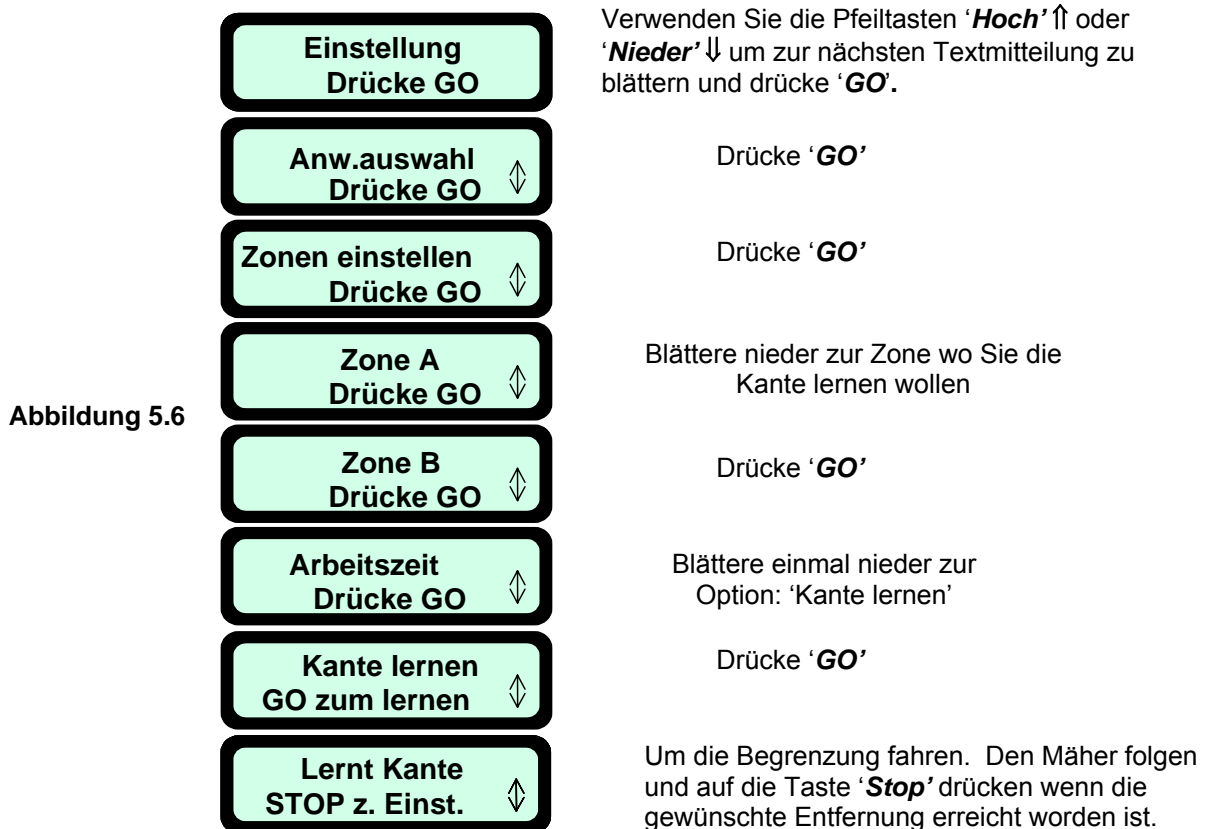 Verwenden Sie die Pfeiltasten ‘Hoch’ ⇑ oder
‘Nieder’ ⇓ um zur nächsten Textmitteilung zu
blättern und drücke ‘GO’.
Einstellung
Drücke GO
Anw.auswahl
Drücke GO
Drücke ‘GO’
Zonen einstellen
Drücke GO
Drücke ‘GO’
Zone A
Drücke GO
Blättere nieder zur Zone wo Sie die
Kante lernen wollen
Abbildung 5.6
Zone B
Drücke GO
Drücke ‘GO’
Arbeitszeit
Drücke GO
Blättere einmal nieder zur
Option: ‘Kante lernen’
Kante lernen
GO zum lernen
Drücke ‘GO’
Lernt Kante
STOP z. Einst.
Um die Begrenzung fahren. Den Mäher folgen
und auf die Taste ‘Stop’ drücken wenn die
gewünschte Entfernung erreicht worden ist.